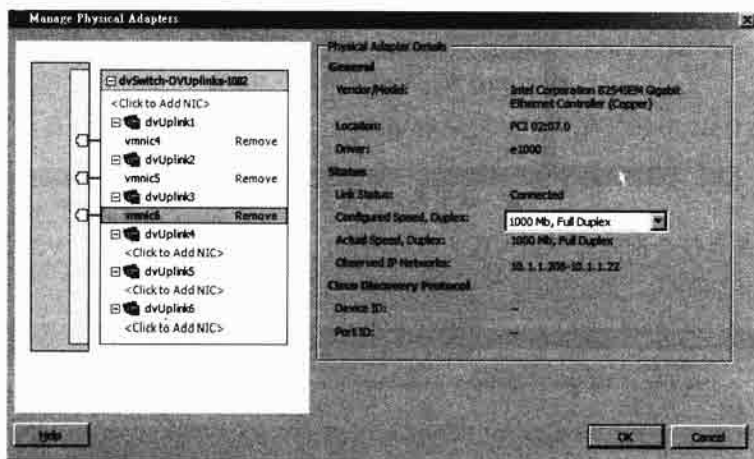 Manage Physical Adapters
dvSwitch-DVUplinks-1082
<Click to Add NIC>
dvUplink1
vmnic4 Remove
dvUplink2
vmnic5 Remove
dvUplink3
vmnic6 Remove
dvUplink4
<Click to Add NIC>
dvUplink5
<Click to Add NIC>
dvUplink6
<Click to Add NIC>
Physical Adapter Details
General
Vendor/Model: Intel Corporation 82545EM Gigabit
Ethernet Controller (Copper)
Location: PCI 02:07.0
Driver: e1000
Status
Link Status: Connected
Configured Speed, Duplex: 1000 Mb, Full Duplex
Actual Speed, Duplex: 1000 Mb, Full Duplex
Observed IP Networks: 10.1.1.208-10.1.1.22
Cisco Discovery Protocol
Device ID: --
Port ID: --
Help OK Cancel